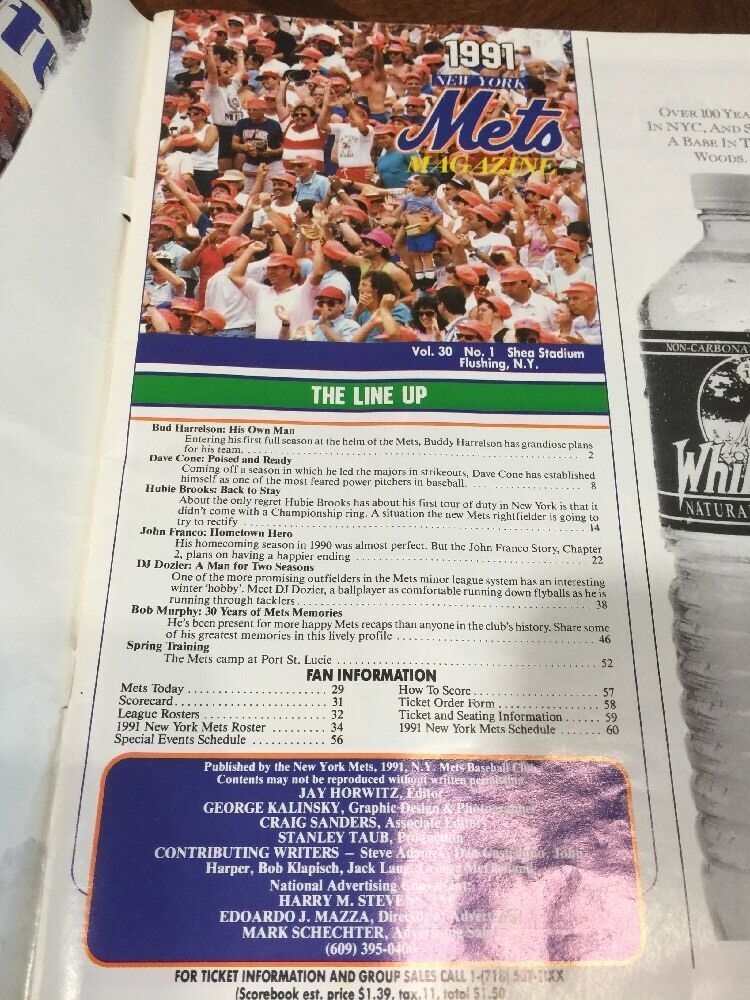 1991
NEW YORK
Mets
MAGAZINE
Vol. 30 No. 1 Shea Stadium
Flushing, N.Y.
THE LINE UP
Bud Harrelson: His Own Man
Entering his first full season at the helm of the Mets, Buddy Harrelson has grandiose plans
for his team. 2
Dave Cone: Poised and Ready
Coming off a season in which he led the majors in strikeouts, Dave Cone has established
himself as one of the most feared power pitchers in baseball. 8
Hubie Brooks: Back to Stay
About the only regret Hubie Brooks has about his first tour of duty in New York is that it
didn't come with a Championship ring. A situation the new Mets rightfielder is going to
try to rectify 14
John Franco: Hometown Hero
His homecoming season in 1990 was almost perfect. But the John Franco Story, Chapter
2, plans on having a happier ending 22
DJ Dozier: A Man for Two Seasons
One of the more promising outfielders in the Mets minor league system has an interesting
winter 'hobby'. Meet DJ Dozier, a ballplayer as comfortable running down flyballs as he is
running through tacklers 38
Bob Murphy: 30 Years of Mets Memories
He's been present for more happy Mets recaps than anyone in the club's history. Share some
of his greatest memories in this lively profile 46
Spring Training
The Mets camp at Port St. Lucie 52
FAN INFORMATION
Mets Today 29
Scorecard 31
League Rosters 32
1991 New York Mets Roster 34
Special Events Schedule 56
How To Score 57
Ticket Order Form 58
Ticket and Seating Information 59
1991 New York Mets Schedule 60
Published by the New York Mets, 1991, N.Y. Mets Baseball Club
Contents may not be reproduced without written permission
JAY HORWITZ, Editor
GEORGE KALINSKY, Graphic Design & Photographer
CRAIG SANDERS, Associate Editor
STANLEY TAUB, Production
CONTRIBUTING WRITERS — Steve John
Harper, Bob Klapisch, Jack Lang,
National Advertising Consultant:
HARRY M. STEVENS, INC.
EDOARDO J. MAZZA, Director of Advertising
MARK SCHECHTER, Advertising Sales
(609) 395-0400
FOR TICKET INFORMATION AND GROUP SALES CALL 1-(718) 507-TIXX
(Scorebook est. price $1.39, tax .11, total $1.50
OVER 100 YEA
IN NYC, AND S
A BABE IN T
WOODS.
NON-CARBONA
Whi
NATURA